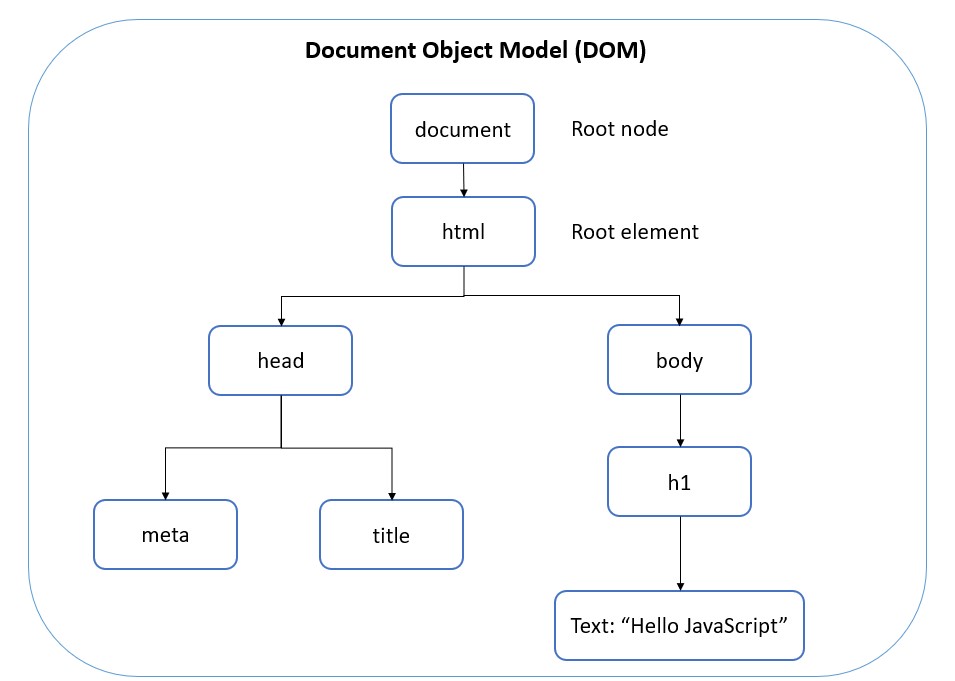 Document Object Model (DOM)
document
Root node
html
Root element
head
body
h1
meta
title
Text: “Hello JavaScript”